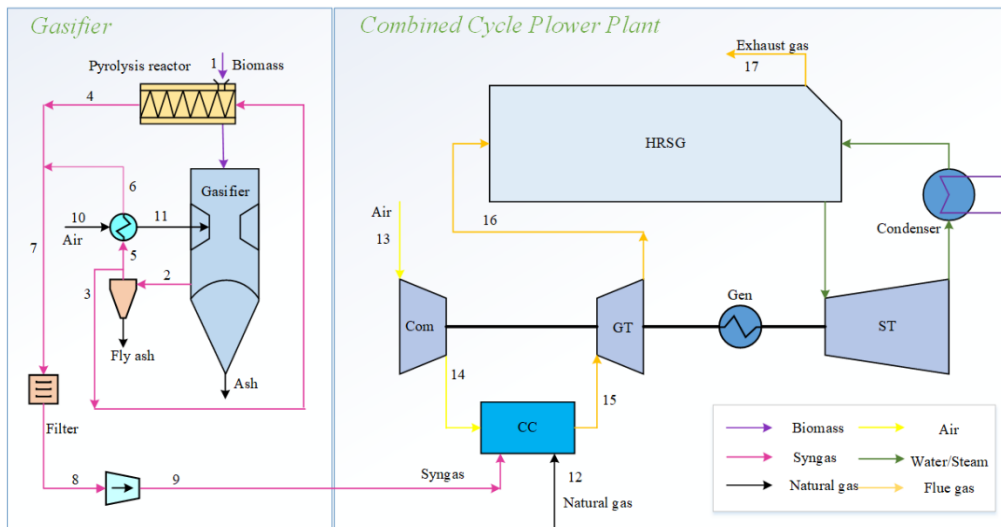 Gasifier
Combined Cycle Plower Plant
Pyrolysis reactor
1
Biomass
4
Gasifier
6
10
11
Air
5
7
3
2
Fly ash
Ash
Filter
8
9
Syngas
Exhaust gas
17
HRSG
Air
13
16
Condenser
Com
GT
Gen
ST
14
15
CC
12
Natural gas
Biomass
Air
Syngas
Water/Steam
Natural gas
Flue gas